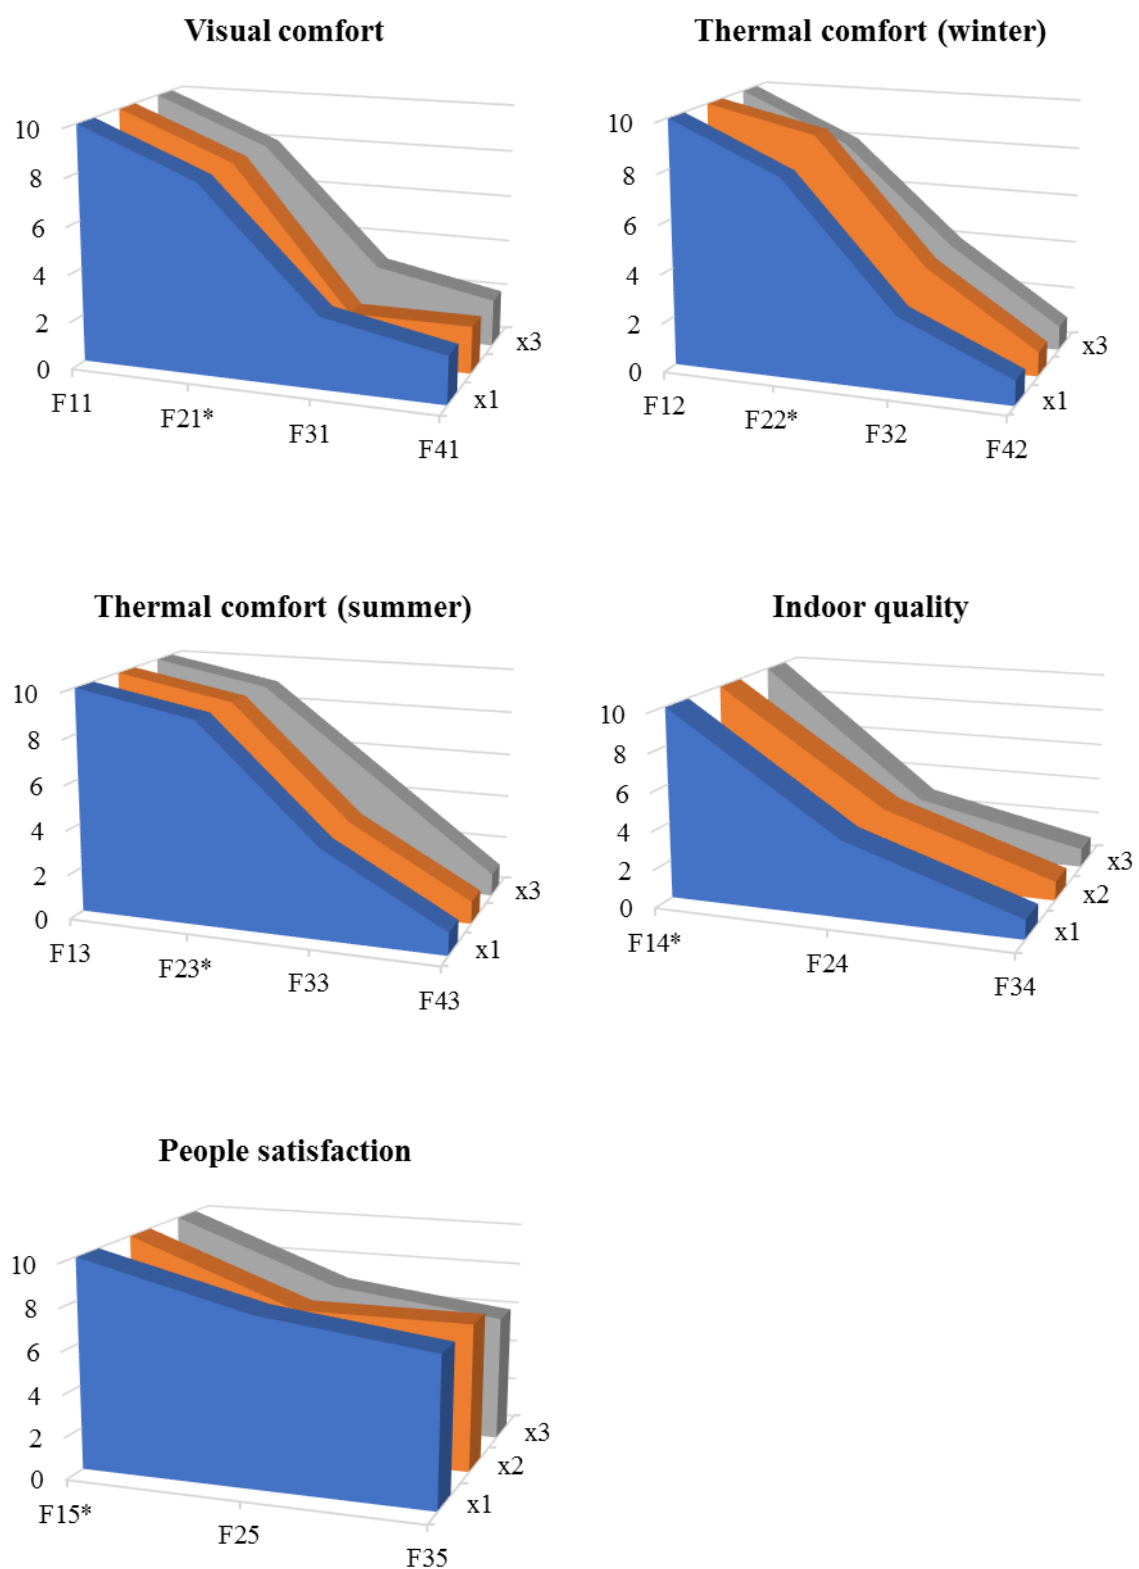 Visual comfort
10
8
6
4
2
0
F11
F21*
F31
F41
x1
x3
Thermal comfort (winter)
10
8
6
4
2
0
F12
F22*
F32
F42
x1
x3
Thermal comfort (summer)
10
8
6
4
2
0
F13
F23*
F33
F43
x1
x3
Indoor quality
10
8
6
4
2
0
F14*
F24
F34
x1
x2
x3
People satisfaction
10
8
6
4
2
0
F15*
F25
F35
x1
x2
x3